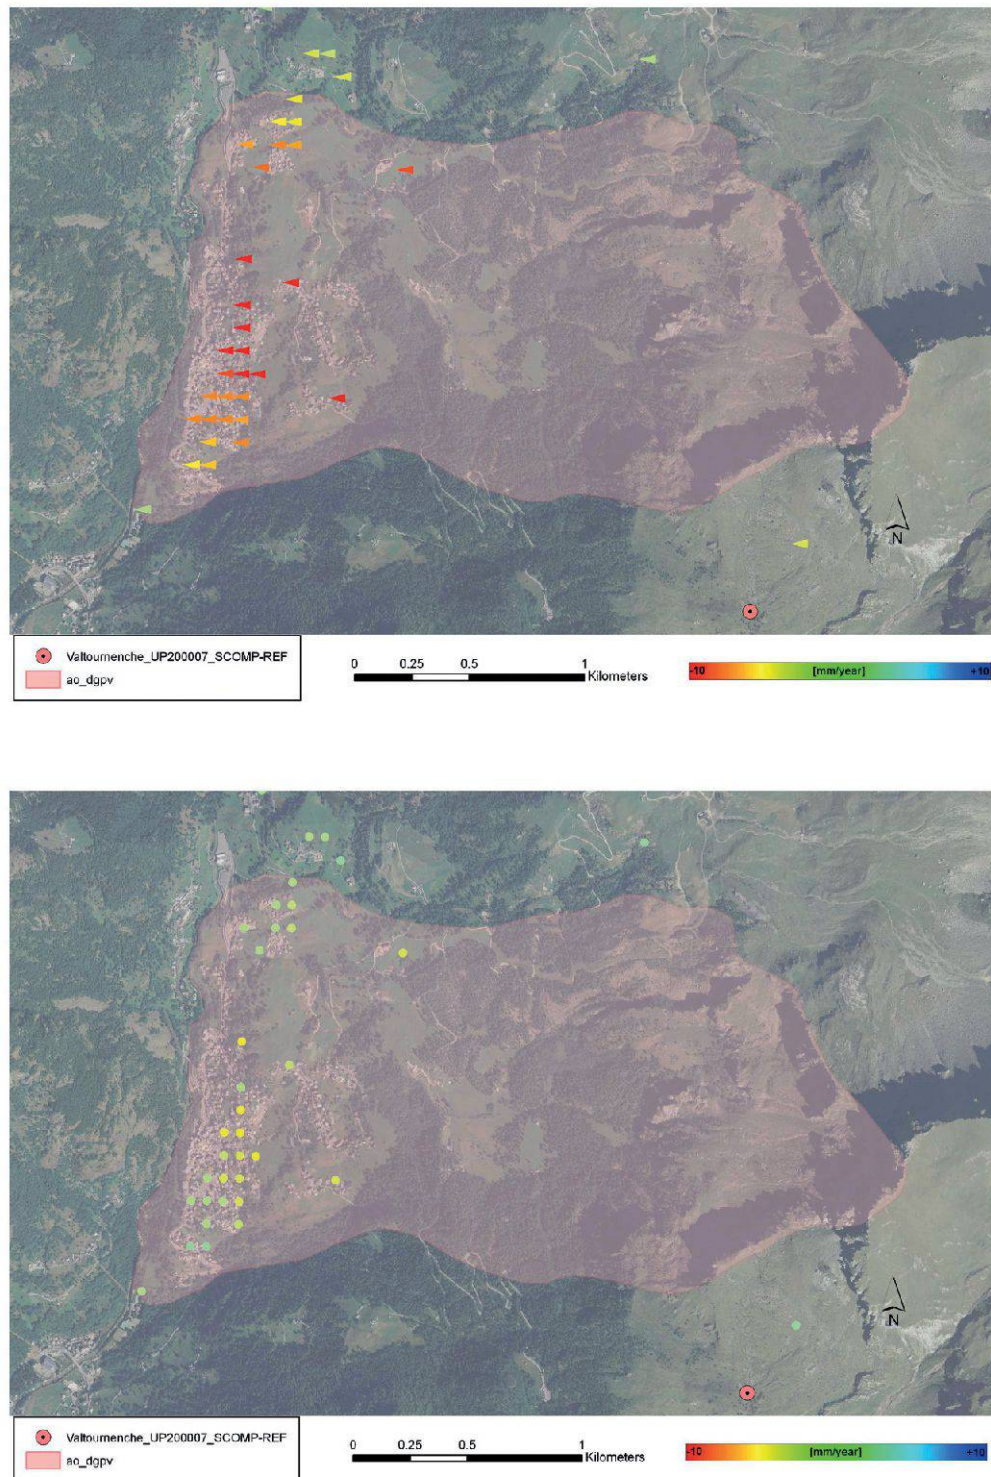 N
Valtournenche_UP200007_SCOMP-REF
ao_dgpv
0 0.25 0.5 1
Kilometers
-10 [mm/year] +10
N
Valtournenche_UP200007_SCOMP-REF
ao_dgpv
0 0.25 0.5 1
Kilometers
-10 [mm/year] +10